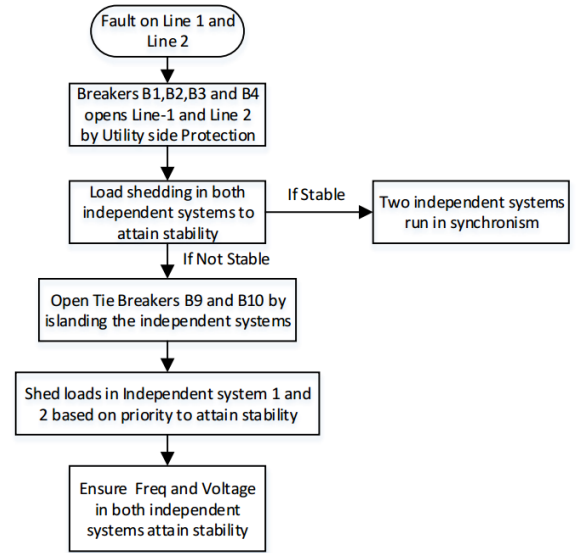 Fault on Line 1 and
Line 2
Breakers B1,B2,B3 and B4
opens Line-1 and Line 2
by Utility side Protection
Load shedding in both
independent systems to
attain stability
If Stable
Two independent systems
run in synchronism
If Not Stable
Open Tie Breakers B9 and B10 by
islanding the independent systems
Shed loads in Independent system 1 and
2 based on priority to attain stability
Ensure Freq and Voltage
in both independent
systems attain stability